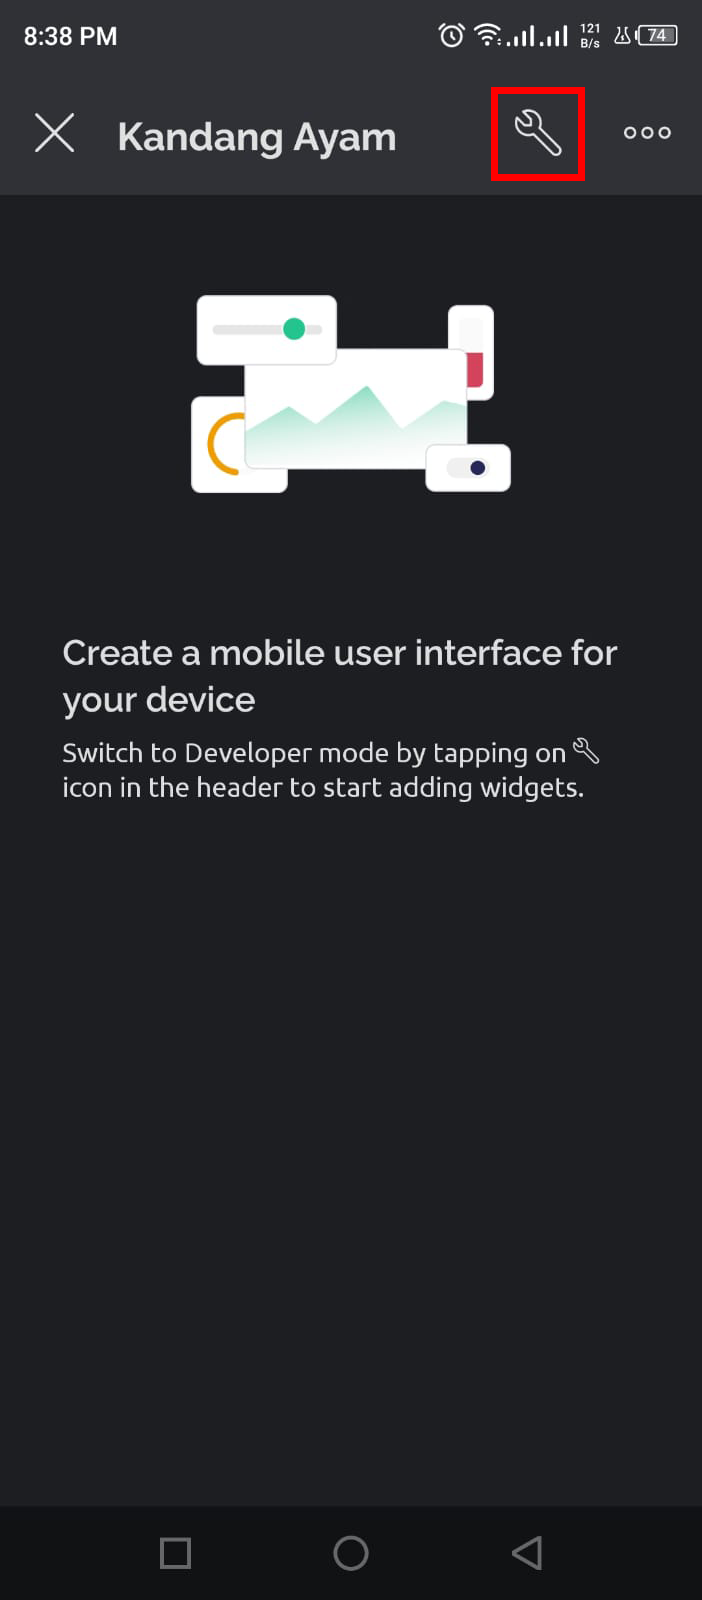 8:38 PM
121
B/s
74
Kandang Ayam
Create a mobile user interface for
your device
Switch to Developer mode by tapping on
icon in the header to start adding widgets.